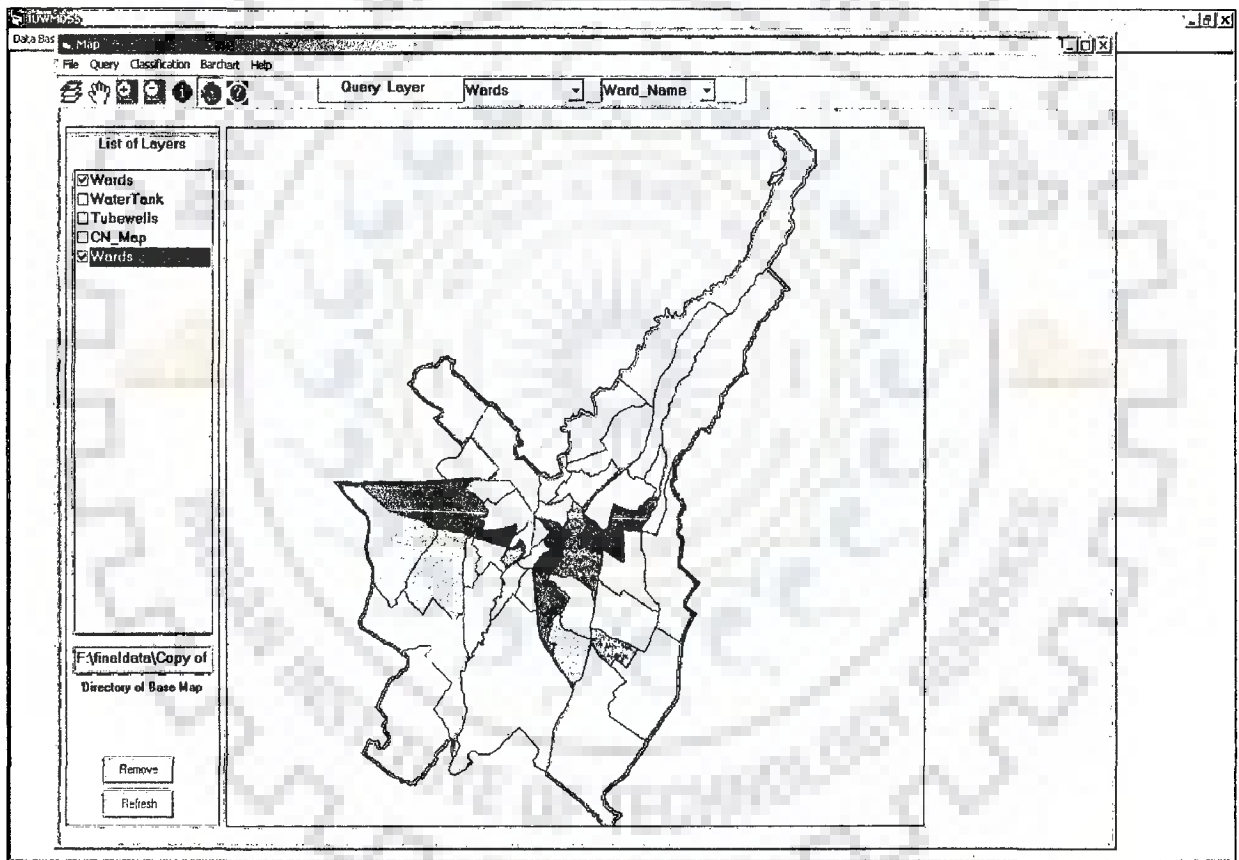 IUWMDSS
Data Bas
Map
File Query Classification Barchart Help
Query Layer Wards Ward_Name
List of Layers
Wards
WaterTank
Tubewells
CN_Map
Wards
F:\finaldata\Copy of
Directory of Base Map
Remove
Refresh